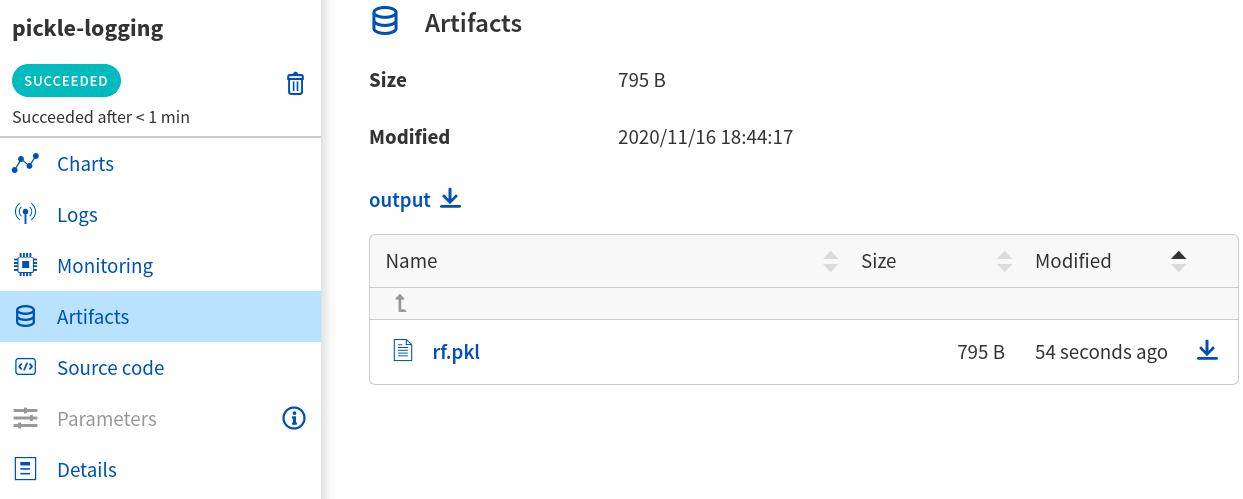 pickle-logging
SUCCEEDED
Succeeded after < 1 min
Charts
Logs
Monitoring
Artifacts
Source code
Parameters
Details
Artifacts
Size 795 B
Modified 2020/11/16 18:44:17
output
Name Size Modified
rf.pkl 795 B 54 seconds ago